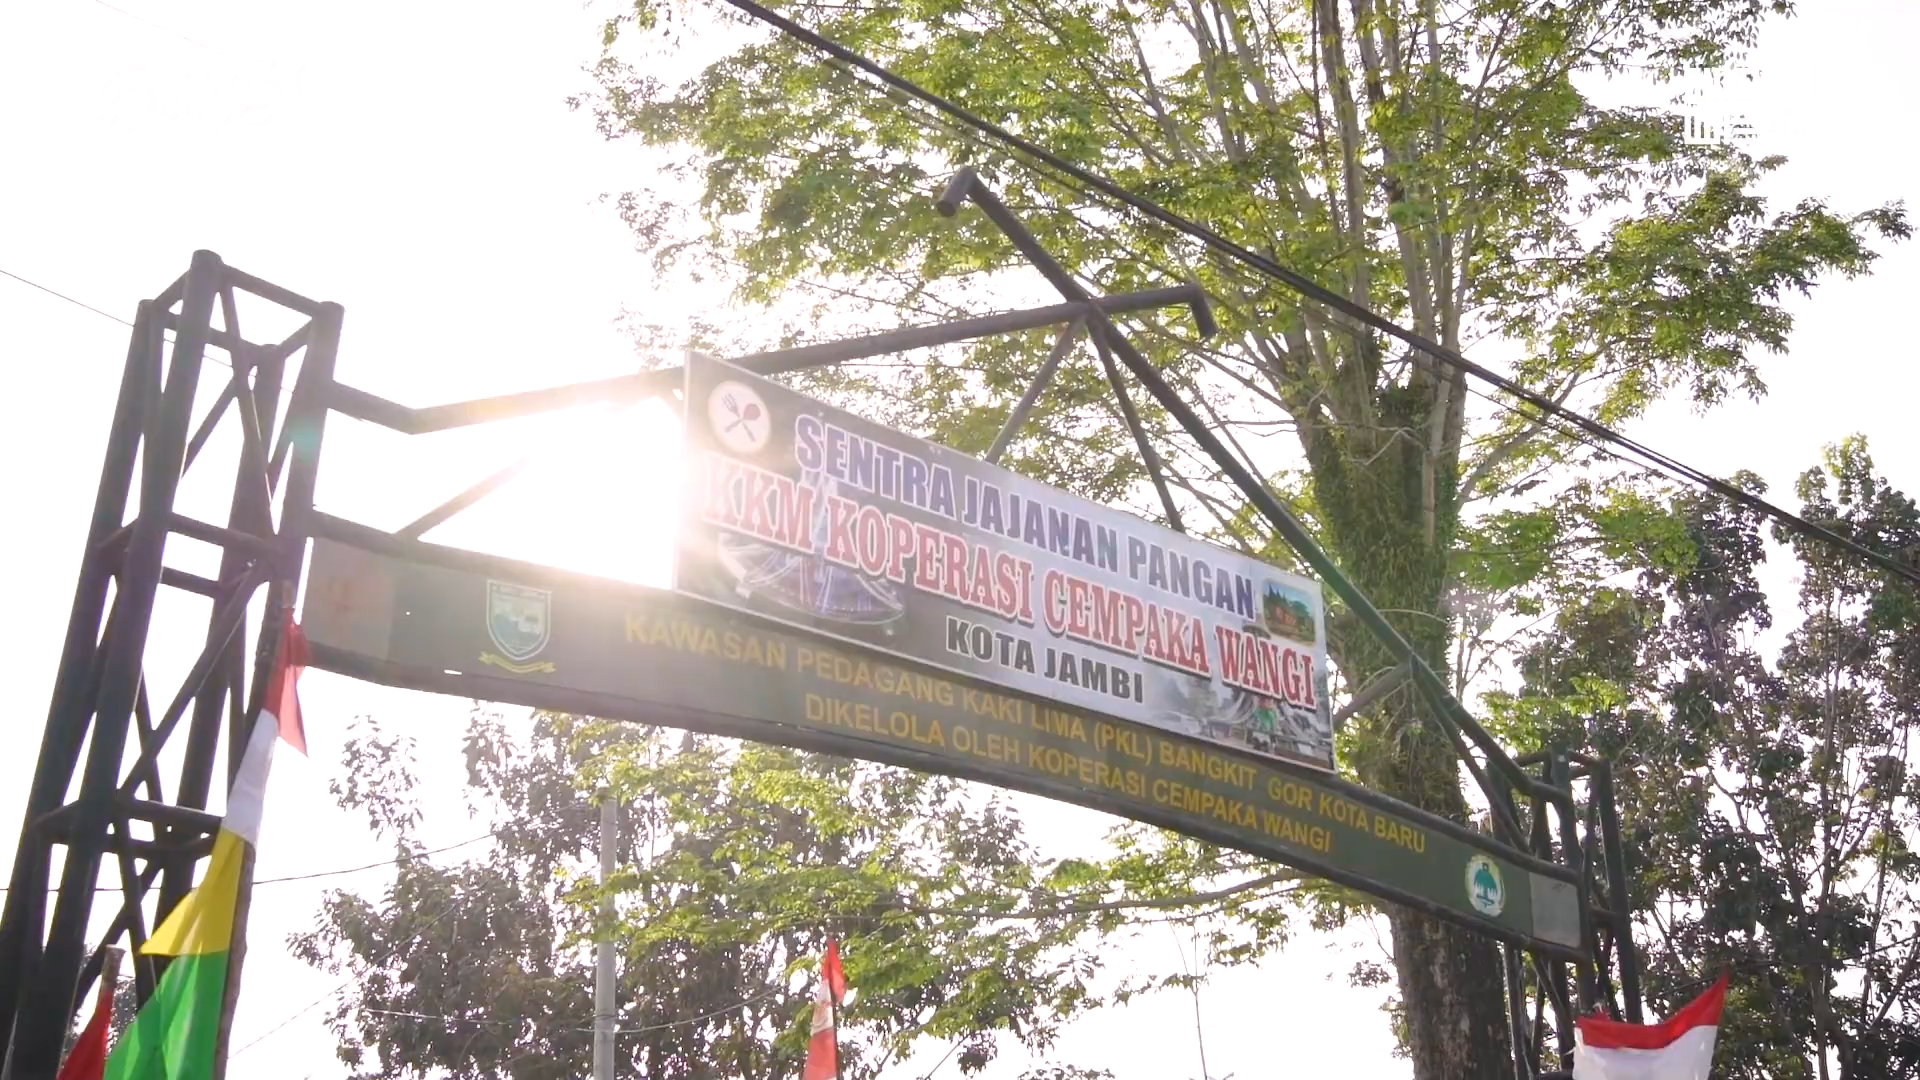 SENTRA JAJANAN PANGAN
KKM KOPERASI CEMPAKA WANGI
KOTA JAMBI
KAWASAN PEDAGANG KAKI LIMA (PKL) BANGKIT GOR KOTA BARU
DIKELOLA OLEH KOPERASI CEMPAKA WANGI